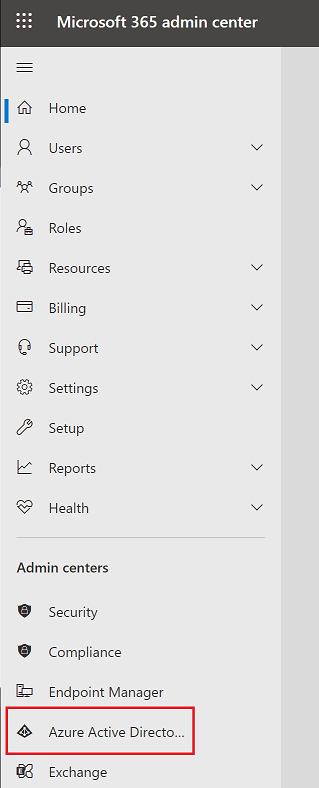 Microsoft 365 admin center
Home
Users
Groups
Roles
Resources
Billing
Support
Settings
Setup
Reports
Health
Admin centers
Security
Compliance
Endpoint Manager
Azure Active Directo...
Exchange